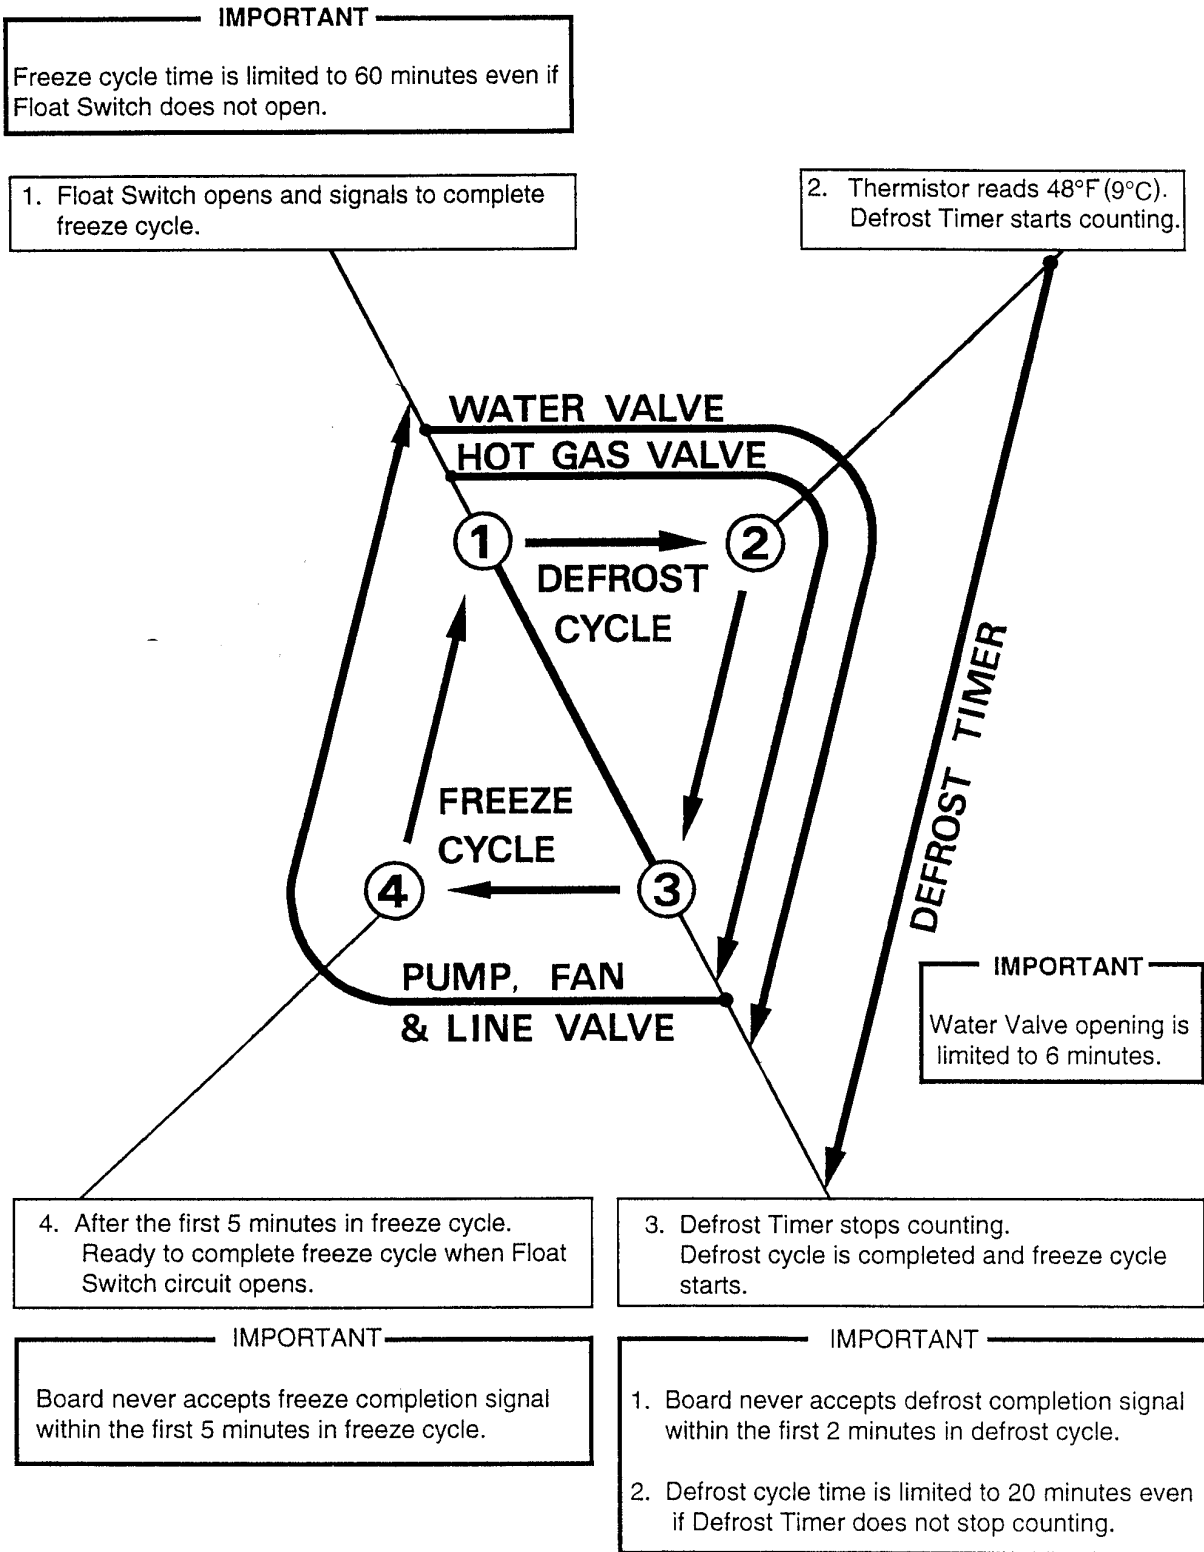 IMPORTANT
Freeze cycle time is limited to 60 minutes even if
Float Switch does not open.
1. Float Switch opens and signals to complete
freeze cycle.
2. Thermistor reads 48°F (9°C).
Defrost Timer starts counting.
WATER VALVE
HOT GAS VALVE
1
2
DEFROST
CYCLE
DEFROST TIMER
FREEZE
CYCLE
4
3
PUMP, FAN
& LINE VALVE
IMPORTANT
Water Valve opening is
limited to 6 minutes.
4. After the first 5 minutes in freeze cycle.
Ready to complete freeze cycle when Float
Switch circuit opens.
3. Defrost Timer stops counting.
Defrost cycle is completed and freeze cycle
starts.
IMPORTANT
Board never accepts freeze completion signal
within the first 5 minutes in freeze cycle.
IMPORTANT
1. Board never accepts defrost completion signal
within the first 2 minutes in defrost cycle.
2. Defrost cycle time is limited to 20 minutes even
if Defrost Timer does not stop counting.